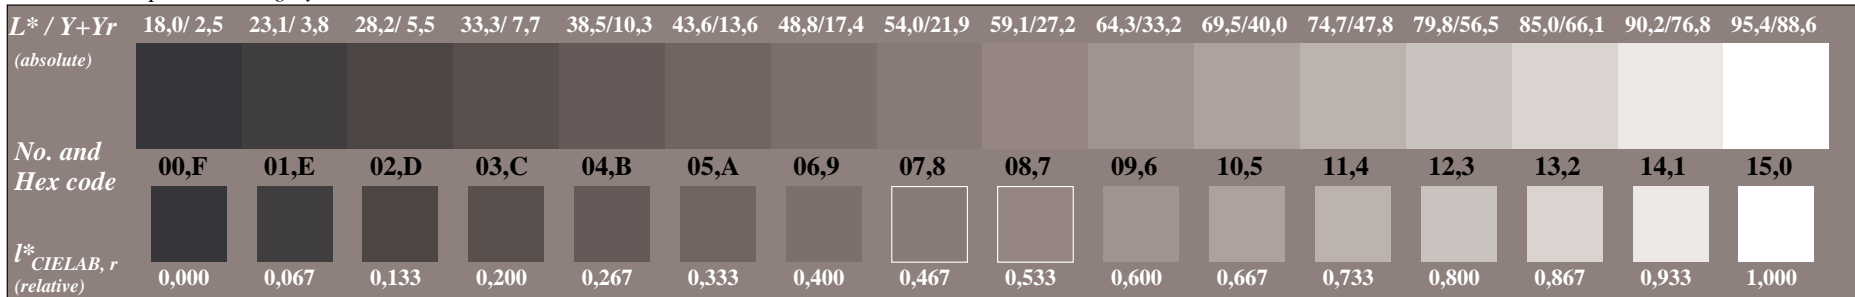 L* / Y+Yr 18,0/ 2,5 23,1/ 3,8 28,2/ 5,5 33,3/ 7,7 38,5/10,3 43,6/13,6 48,8/17,4 54,0/21,9 59,1/27,2 64,3/33,2 69,5/40,0 74,7/47,8 79,8/56,5 85,0/66,1 90,2/76,8 95,4/88,6
(absolute)
No. and
Hex code
00,F 01,E 02,D 03,C 04,B 05,A 06,9 07,8 08,7 09,6 10,5 11,4 12,3 13,2 14,1 15,0
l*CIELAB, r
(relative)
0,000 0,067 0,133 0,200 0,267 0,333 0,400 0,467 0,533 0,600 0,667 0,733 0,800 0,867 0,933 1,000